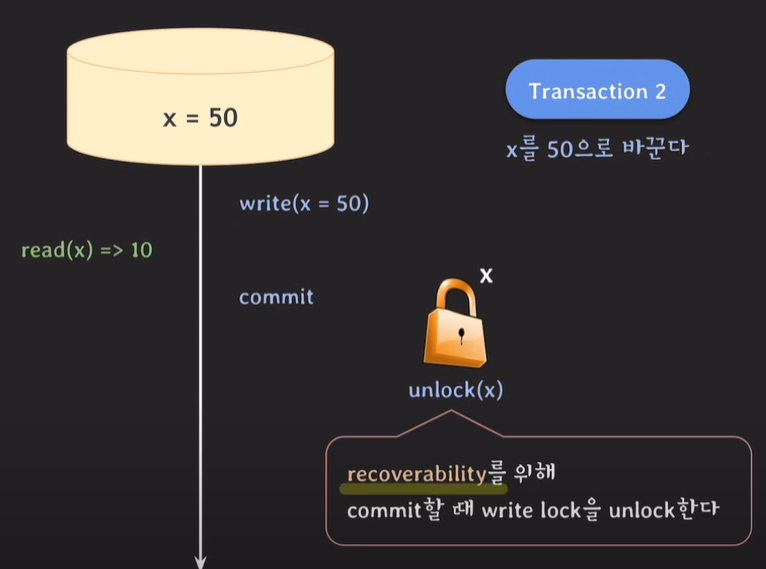 x = 50
Transaction 2
x를 50으로 바꾼다
write(x = 50)
read(x) => 10
x
commit
unlock(x)
recoverability를 위해
commit할 때 write lock을 unlock한다